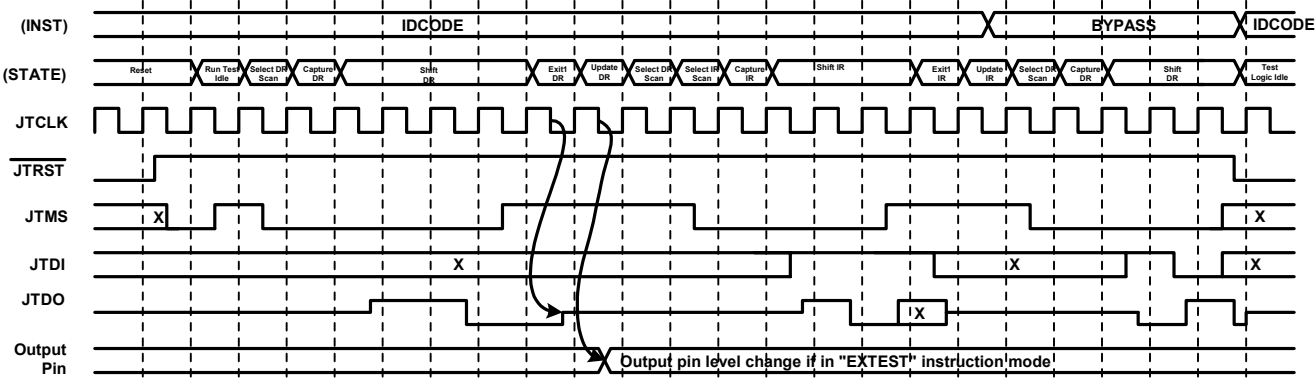 (INST) IDCODE BYPASS IDCODE
(STATE) Reset Run Test Idle Select DR Scan Capture DR Shift DR Exit1 DR Update DR Select DR Scan Select IR Scan Capture IR Shift IR Exit1 IR Update IR Select DR Scan Capture DR Shift DR Test Logic Idle
JTCLK
JTRST
JTMS X X
JTDI X X X
JTDO X
Output Pin Output pin level change if in "EXTEST" instruction mode